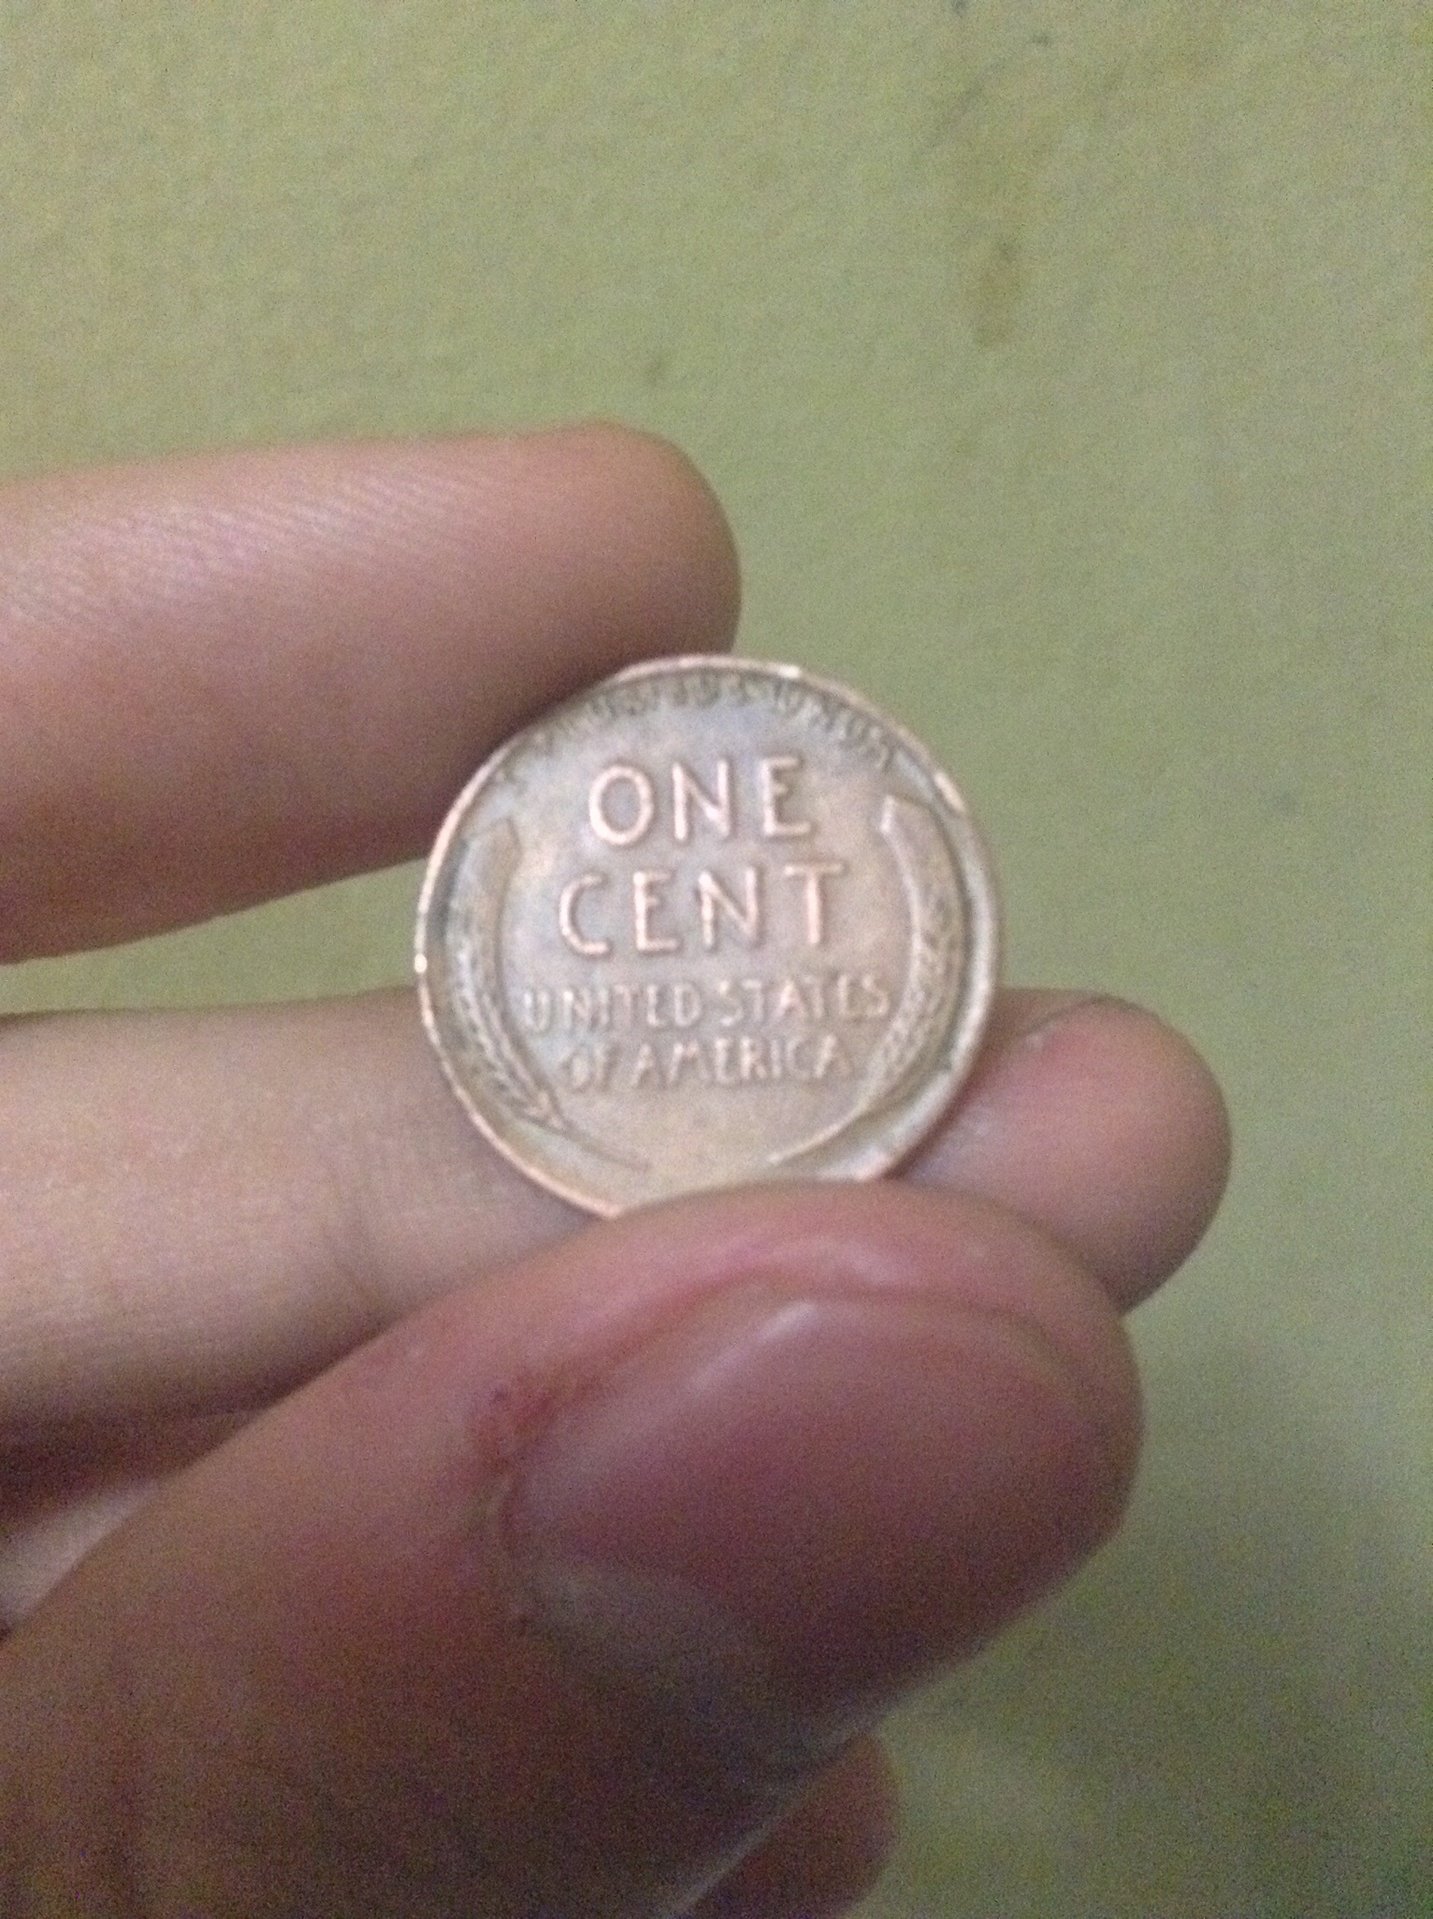 ONE
CENT
UNITED STATES
OF AMERICA